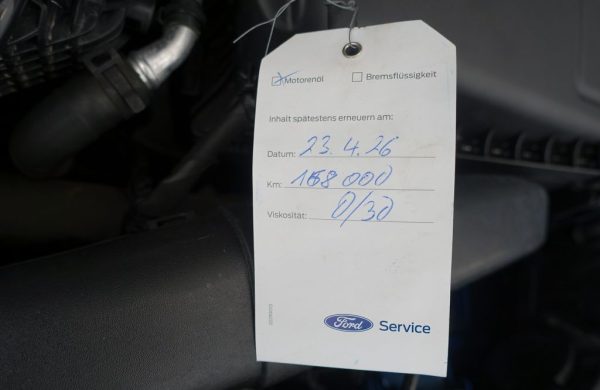 Motorenöl Bremsflüssigkeit
Inhalt spätestens erneuern am:
Datum: 23.4.26
Km: 168 000
Viskosität: 0/30
Ford Service